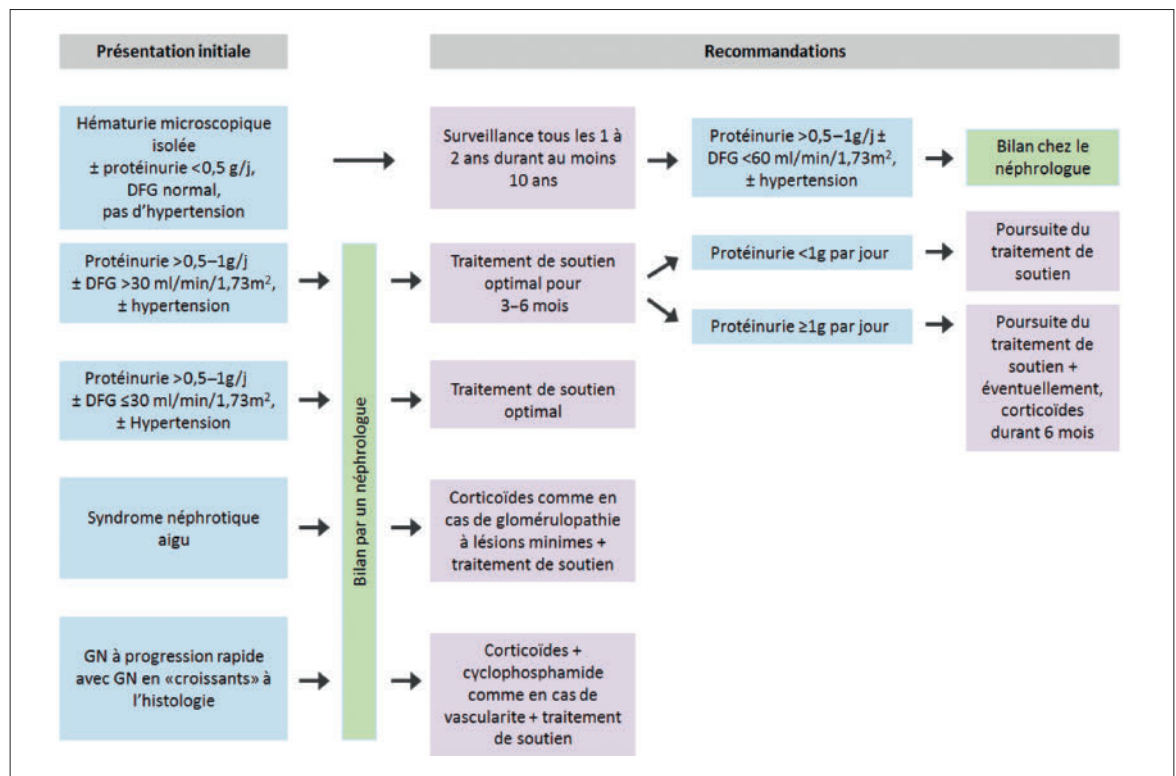 Présentation initiale
Recommandations
Hématurie microscopique
isolée
± protéinurie <0,5 g/j,
DFG normal,
pas d'hypertension
Surveillance tous les 1 à
2 ans durant au moins
10 ans
Protéinurie >0,5–1g/j ±
DFG <60 ml/min/1,73m²,
± hypertension
Bilan chez le
néphrologue
Protéinurie >0,5–1g/j
± DFG >30 ml/min/1,73m²,
± hypertension
Bilan par un néphrologue
Traitement de soutien
optimal pour
3–6 mois
Protéinurie <1g par jour
Poursuite du
traitement de
soutien
Protéinurie ≥1g par jour
Poursuite du
traitement de
soutien +
éventuellement,
corticoïdes
durant 6 mois
Protéinurie >0,5–1g/j
± DFG ≤30 ml/min/1,73m²,
± Hypertension
Traitement de soutien
optimal
Syndrome néphrotique
aigu
Corticoïdes comme en
cas de glomérulopathie
à lésions minimes +
traitement de soutien
GN à progression rapide
avec GN en «croissants» à
l'histologie
Corticoïdes +
cyclophosphamide
comme en cas de
vascularite + traitement
de soutien